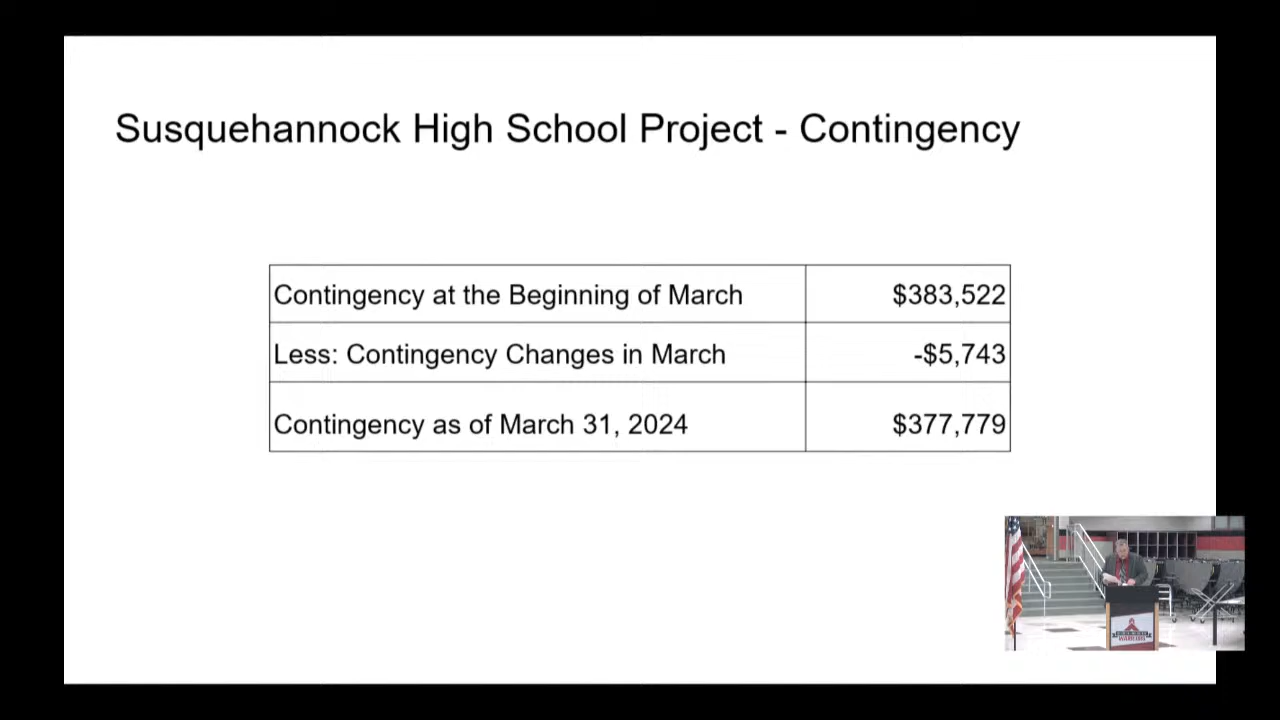 Susquehannock High School Project - Contingency
Contingency at the Beginning of March $383,522
Less: Contingency Changes in March -$5,743
Contingency as of March 31, 2024 $377,779
WARRIORS